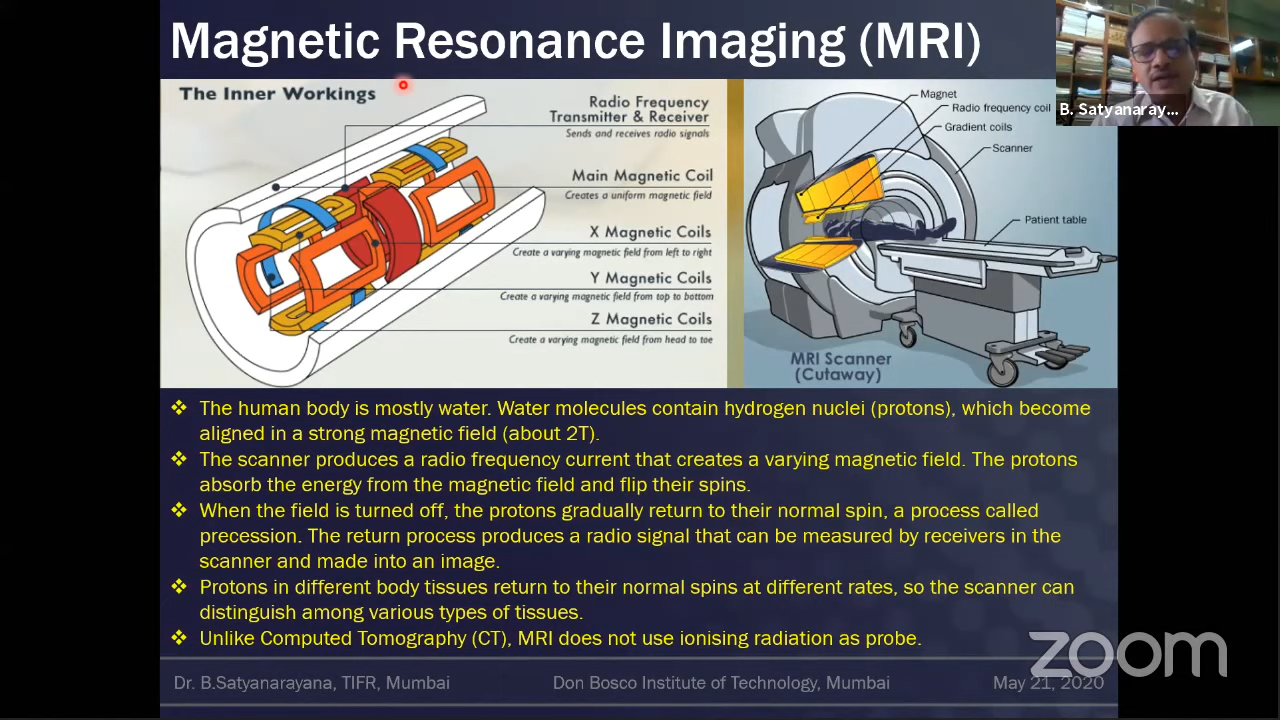 Magnetic Resonance Imaging (MRI)
B. Satyanaray...
The Inner Workings
Radio Frequency
Transmitter & Receiver
Sends and receives radio signals
Main Magnetic Coil
Creates a uniform magnetic field
X Magnetic Coils
Create a varying magnetic field from left to right
Y Magnetic Coils
Create a varying magnetic field from top to bottom
Z Magnetic Coils
Create a varying magnetic field from head to toe
Magnet
Radio frequency coil
Gradient coils
Scanner
Patient table
MRI Scanner
(Cutaway)
❖ The human body is mostly water. Water molecules contain hydrogen nuclei (protons), which become
aligned in a strong magnetic field (about 2T).
❖ The scanner produces a radio frequency current that creates a varying magnetic field. The protons
absorb the energy from the magnetic field and flip their spins.
❖ When the field is turned off, the protons gradually return to their normal spin, a process called
precession. The return process produces a radio signal that can be measured by receivers in the
scanner and made into an image.
❖ Protons in different body tissues return to their normal spins at different rates, so the scanner can
distinguish among various types of tissues.
❖ Unlike Computed Tomography (CT), MRI does not use ionising radiation as probe.
zoom
Dr. B.Satyanarayana, TIFR, Mumbai
Don Bosco Institute of Technology, Mumbai
May 21, 2020